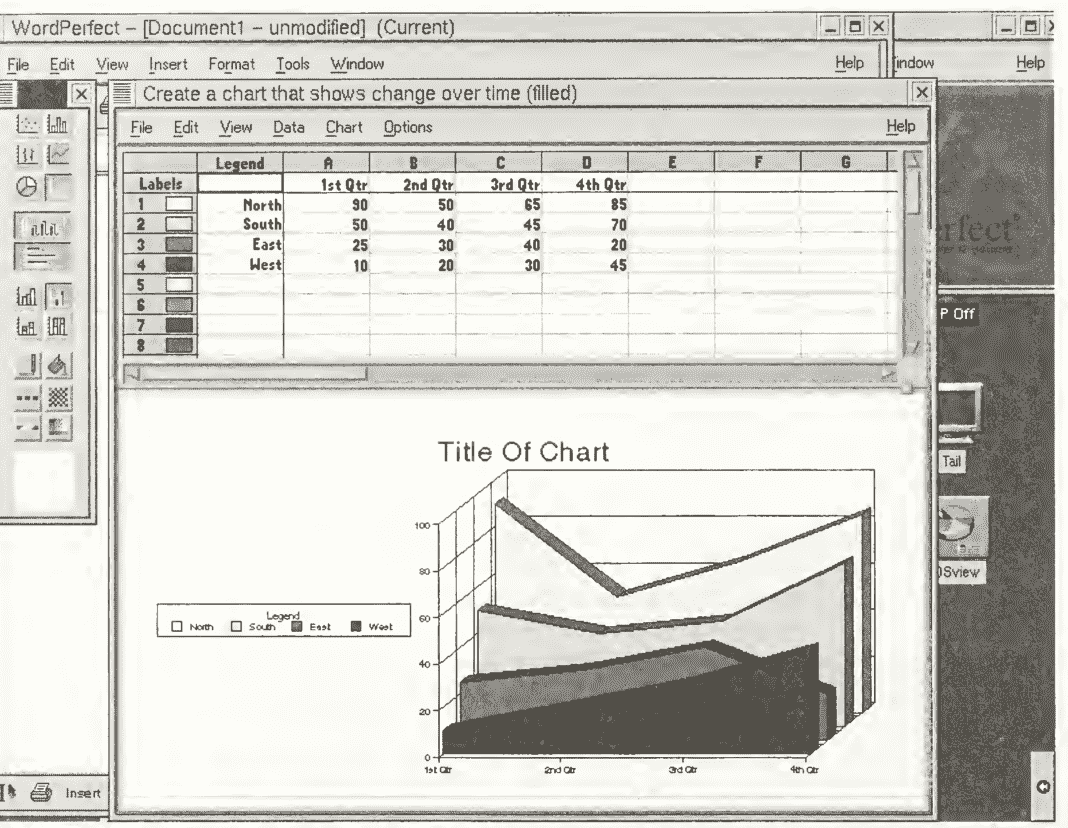 WordPerfect – [Document1 – unmodified] (Current)
File Edit View Insert Format Tools Window Help
indow Help
Create a chart that shows change over time (filled)
File Edit View Data Chart Options Help
Legend A B C D E F G
Labels 1st Qtr 2nd Qtr 3rd Qtr 4th Qtr
1 North 90 50 65 85
2 South 50 40 45 70
3 East 25 30 40 20
4 West 10 20 30 45
5
6
7
8
erfect
P Off
Tail
OSview
Title Of Chart
100
80
60
40
20
0
1st Qtr 2nd Qtr 3rd Qtr 4th Qtr
Legend
North South East West
Insert